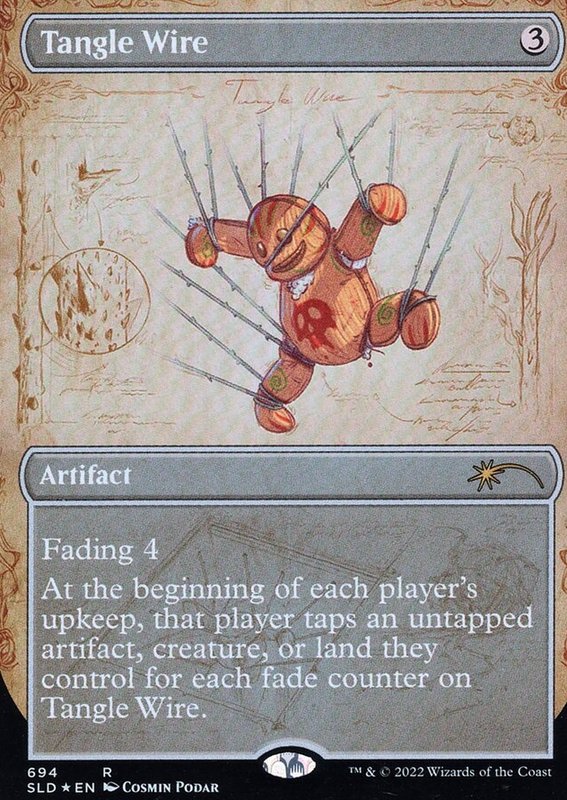 Tangle Wire
3
Tangle Wire
Artifact
Fading 4
At the beginning of each player's
upkeep, that player taps an untapped
artifact, creature, or land they
control for each fade counter on
Tangle Wire.
694 R
SLD ★ EN Cosmin Podar
™ & © 2022 Wizards of the Coast